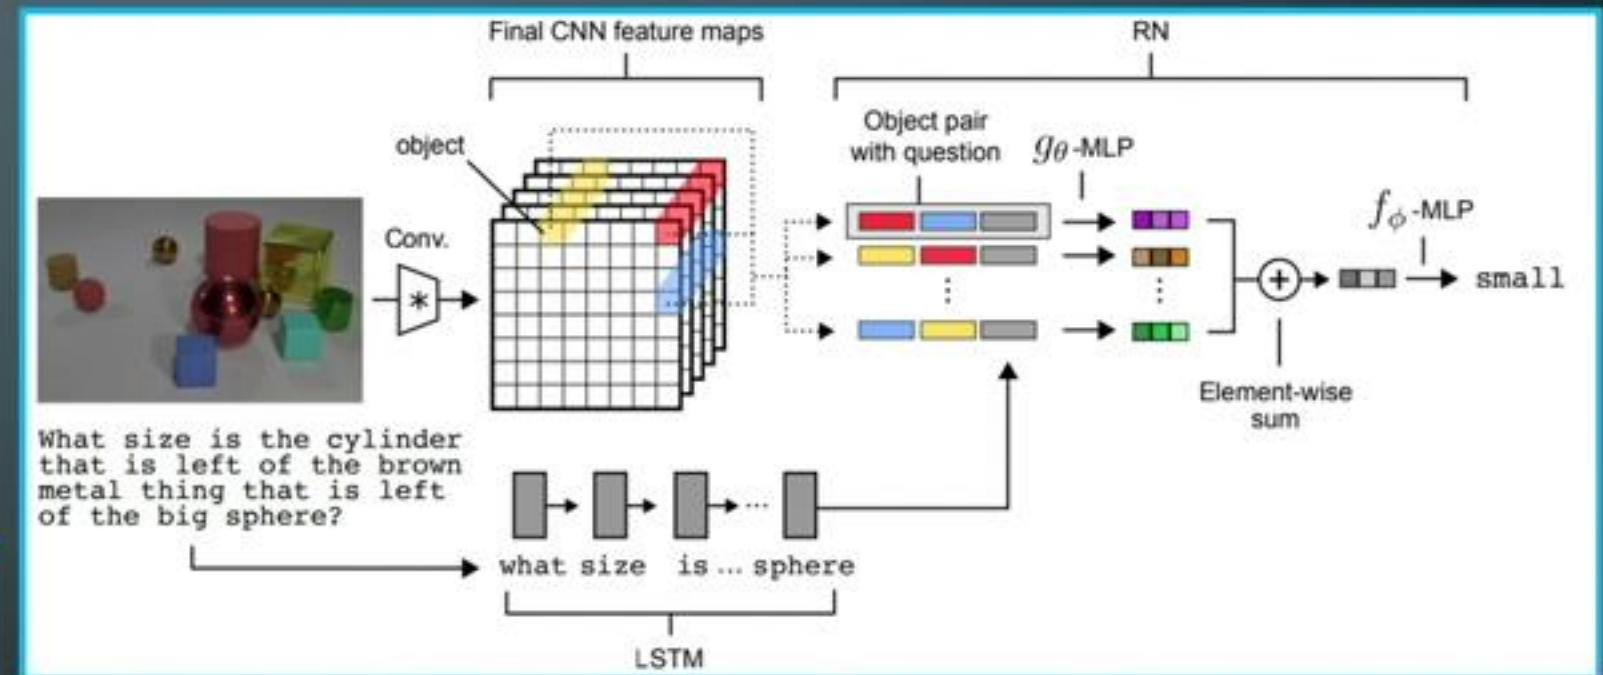 Final CNN feature maps
RN
object
Conv.
Object pair
with question
gθ-MLP
fϕ-MLP
small
Element-wise
sum
What size is the cylinder
that is left of the brown
metal thing that is left
of the big sphere?
what size is ... sphere
LSTM